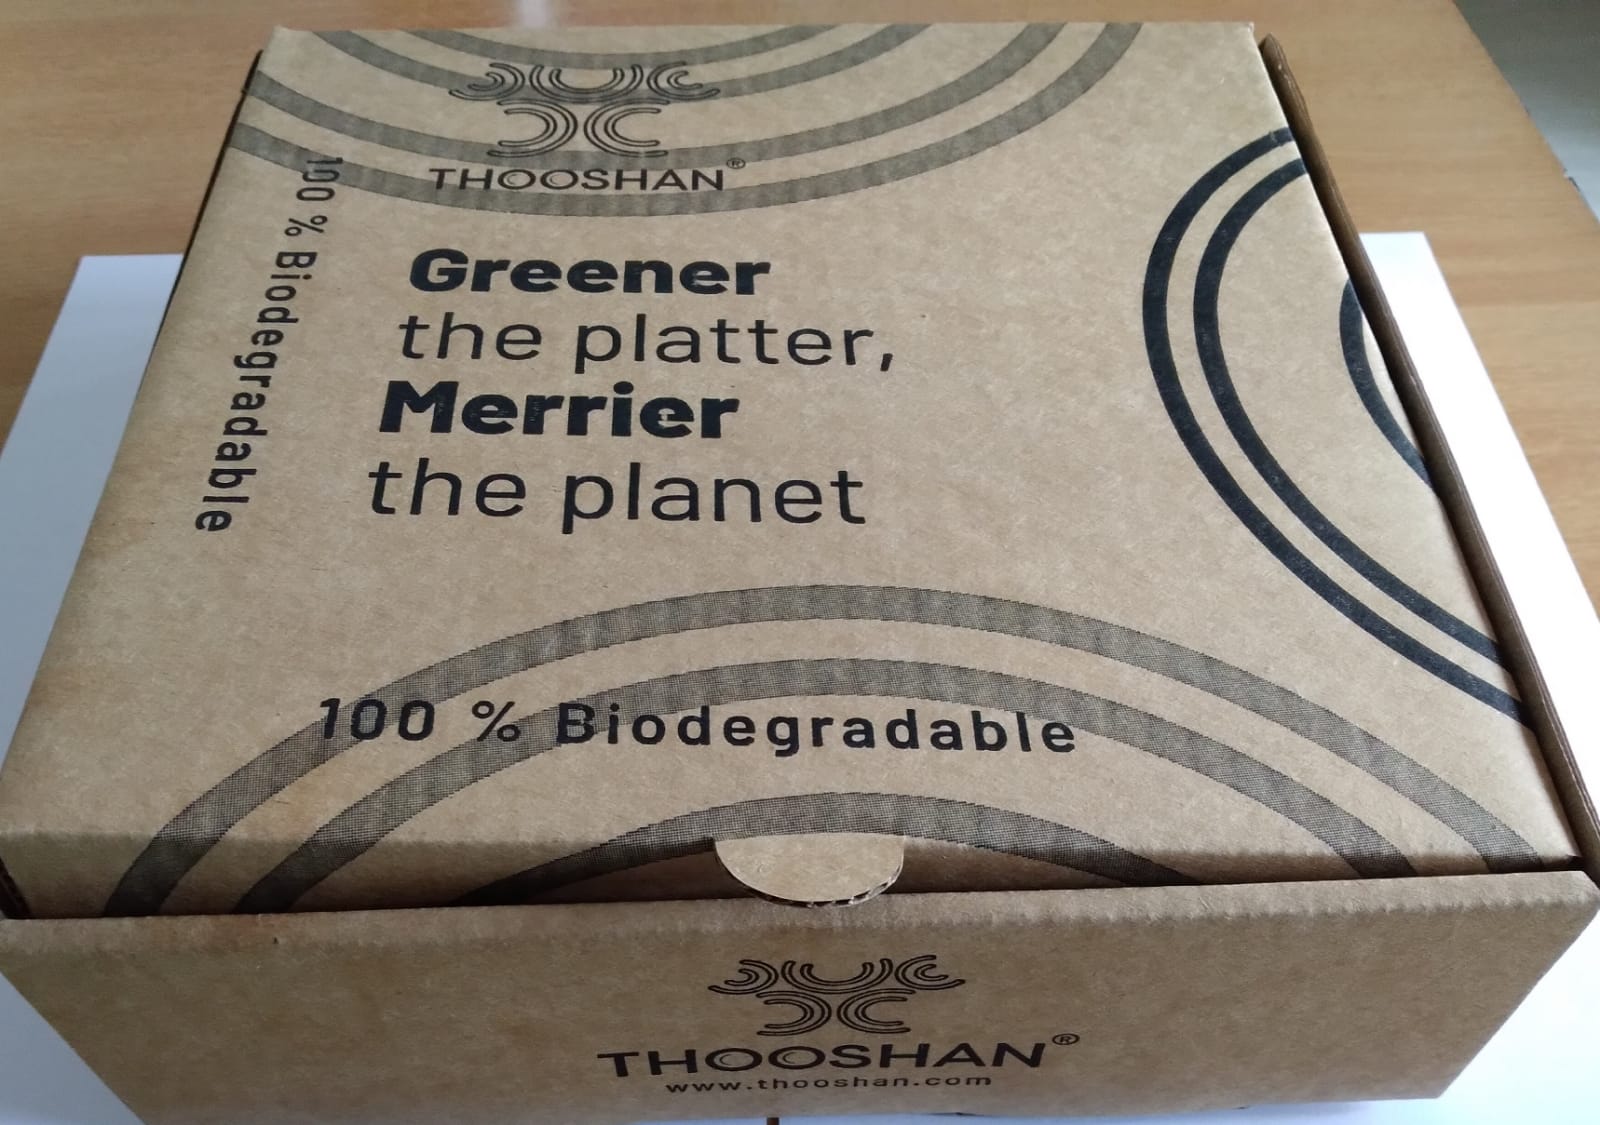 THOOSHAN®
100 % Biodegradable
Greener
the platter,
Merrier
the planet
100 % Biodegradable
THOOSHAN®
www.thooshan.com